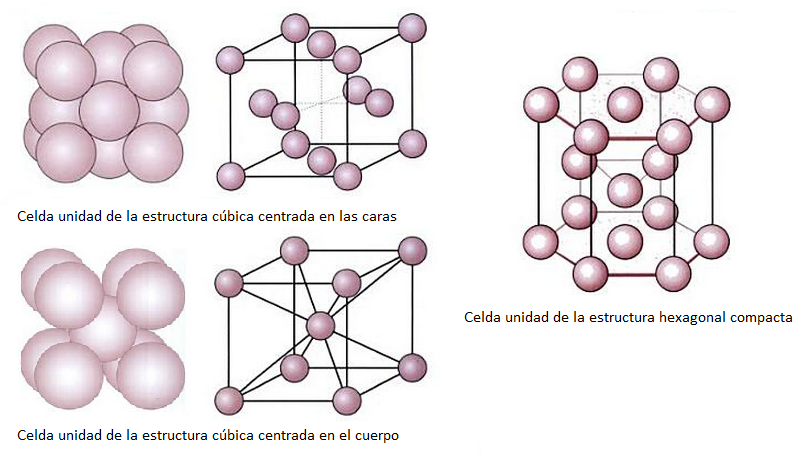 Celda unidad de la estructura cúbica centrada en las caras
Celda unidad de la estructura hexagonal compacta
Celda unidad de la estructura cúbica centrada en el cuerpo